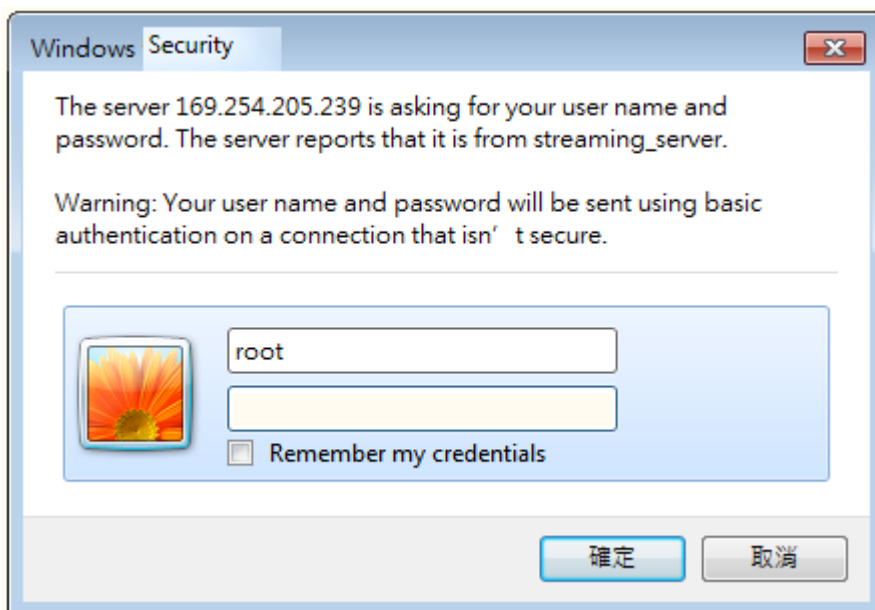 Windows Security
The server 169.254.205.239 is asking for your user name and
password. The server reports that it is from streaming_server.
Warning: Your user name and password will be sent using basic
authentication on a connection that isn’t secure.
root
Remember my credentials
確定 取消